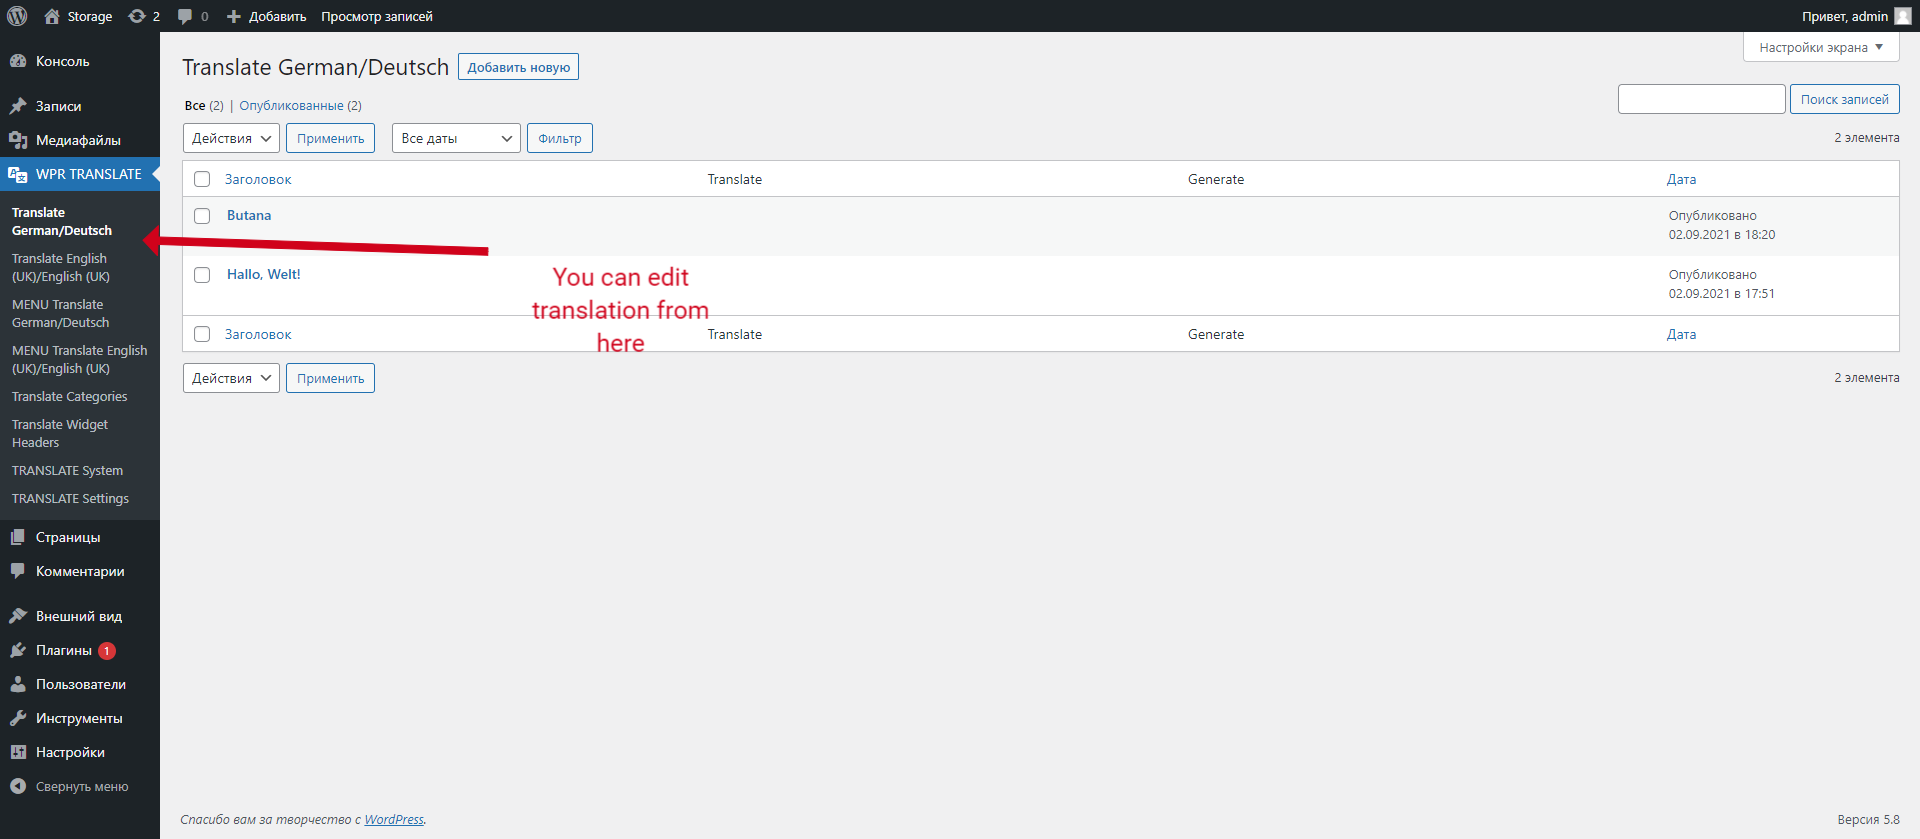 Storage 2 0 Добавить Просмотр записей Привет, admin
Консоль
Записи
Медиафайлы
WPR TRANSLATE
Translate
German/Deutsch
Translate English
(UK)/English (UK)
MENU Translate
German/Deutsch
MENU Translate English
(UK)/English (UK)
Translate Categories
Translate Widget
Headers
TRANSLATE System
TRANSLATE Settings
Страницы
Комментарии
Внешний вид
Плагины 1
Пользователи
Инструменты
Настройки
Свернуть меню
Настройки экрана
Translate German/Deutsch Добавить новую
Все (2) | Опубликованные (2)
Поиск записей
Действия Применить Все даты Фильтр 2 элемента
Заголовок Translate Generate Дата
Butana Опубликовано
02.09.2021 в 18:20
Hallo, Welt! Опубликовано
02.09.2021 в 17:51
You can edit
translation from
here
Заголовок Translate Generate Дата
Действия Применить 2 элемента
Спасибо вам за творчество с WordPress. Версия 5.8